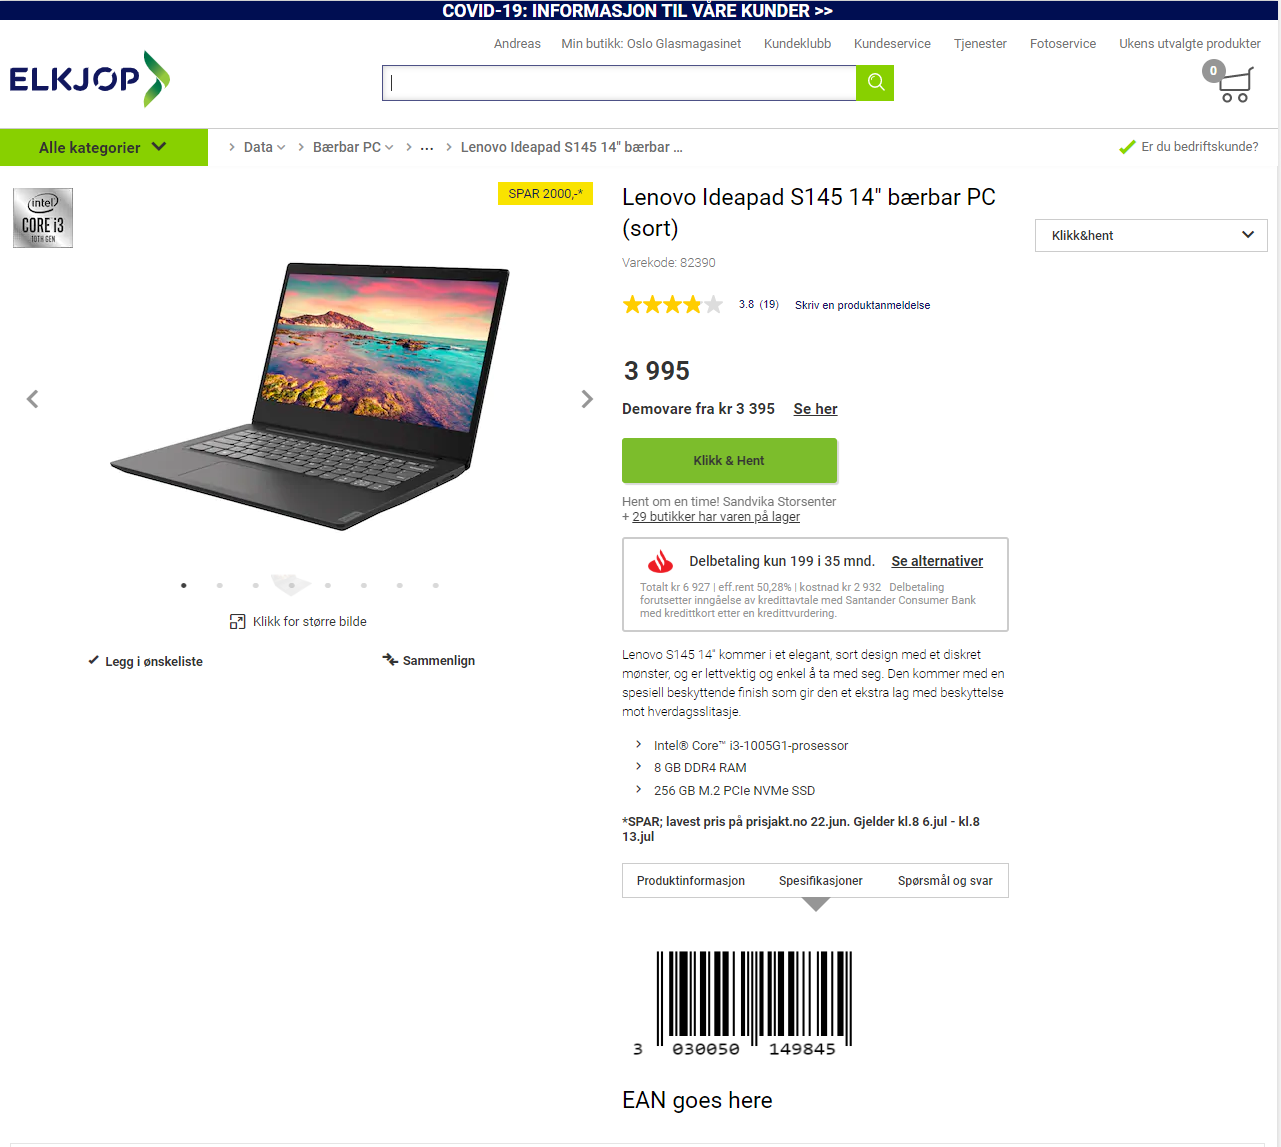 COVID-19: INFORMASJON TIL VÅRE KUNDER >>
Andreas Min butikk: Oslo Glasmagasinet Kundeklubb Kundeservice Tjenester Fotoservice Ukens utvalgte produkter
ELKJOP
0
Alle kategorier
Data Bærbar PC ... Lenovo Ideapad S145 14" bærbar ...
Er du bedriftskunde?
intel
CORE i3
10TH GEN
SPAR 2000,-*
Lenovo Ideapad S145 14" bærbar PC
(sort)
Varekode: 82390
3.8 (19) Skriv en produktanmeldelse
Klikk&hent
3 995
Demovare fra kr 3 395 Se her
Klikk & Hent
Hent om en time! Sandvika Storsenter
+ 29 butikker har varen på lager
Delbetaling kun 199 i 35 mnd. Se alternativer
Totalt kr 6 927 | eff.rent 50,28% | kostnad kr 2 932 Delbetaling
forutsetter inngåelse av kredittavtale med Santander Consumer Bank
med kredittkort etter en kredittvurdering.
Klikk for større bilde
Legg i ønskeliste
Sammenlign
Lenovo S145 14" kommer i et elegant, sort design med et diskret
mønster, og er lettvektig og enkel å ta med seg. Den kommer med en
spesiell beskyttende finish som gir den et ekstra lag med beskyttelse
mot hverdagsslitasje.
Intel® Core™ i3-1005G1-prosessor
8 GB DDR4 RAM
256 GB M.2 PCIe NVMe SSD
*SPAR; lavest pris på prisjakt.no 22.jun. Gjelder kl.8 6.jul - kl.8
13.jul
Produktinformasjon Spesifikasjoner Spørsmål og svar
3 030050 149845
EAN goes here